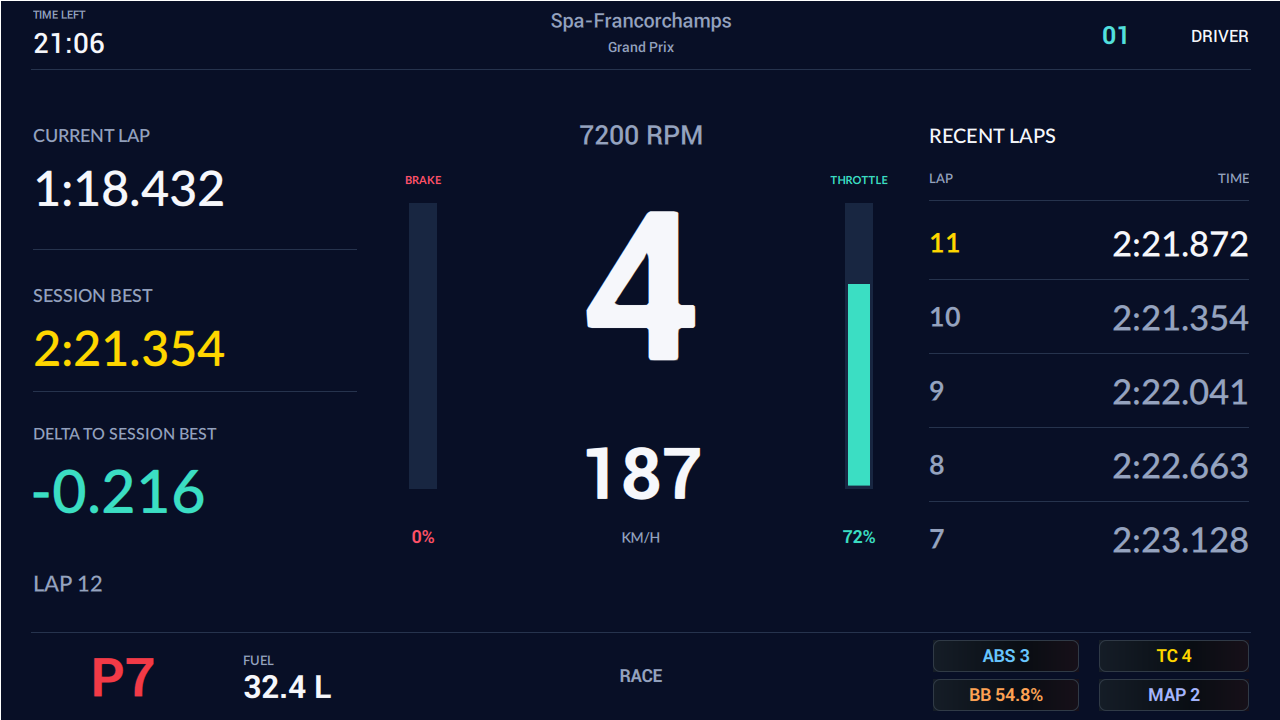 TIME LEFT
21:06
Spa-Francorchamps
Grand Prix
01
DRIVER
CURRENT LAP
1:18.432
SESSION BEST
2:21.354
DELTA TO SESSION BEST
-0.216
LAP 12
7200 RPM
BRAKE
0%
4
187
KM/H
THROTTLE
72%
RECENT LAPS
LAP TIME
11 2:21.872
10 2:21.354
9 2:22.041
8 2:22.663
7 2:23.128
P7
FUEL
32.4 L
RACE
ABS 3
TC 4
BB 54.8%
MAP 2